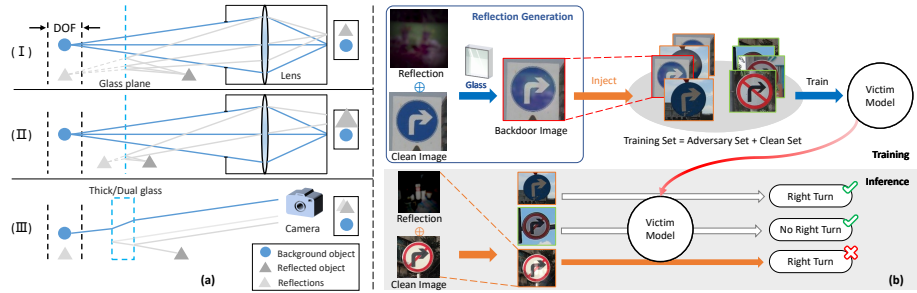 DOF
(Ⅰ)
Glass plane
Lens
(Ⅱ)
Thick/Dual glass
(Ⅲ)
Camera
Background object
Reflected object
Reflections
(a)
Reflection Generation
Reflection
Glass
Clean Image
Backdoor Image
Inject
Train
Victim
Model
Training Set = Adversary Set + Clean Set
Training
Inference
Reflection
Clean Image
Victim
Model
Right Turn
No Right Turn
Right Turn
(b)